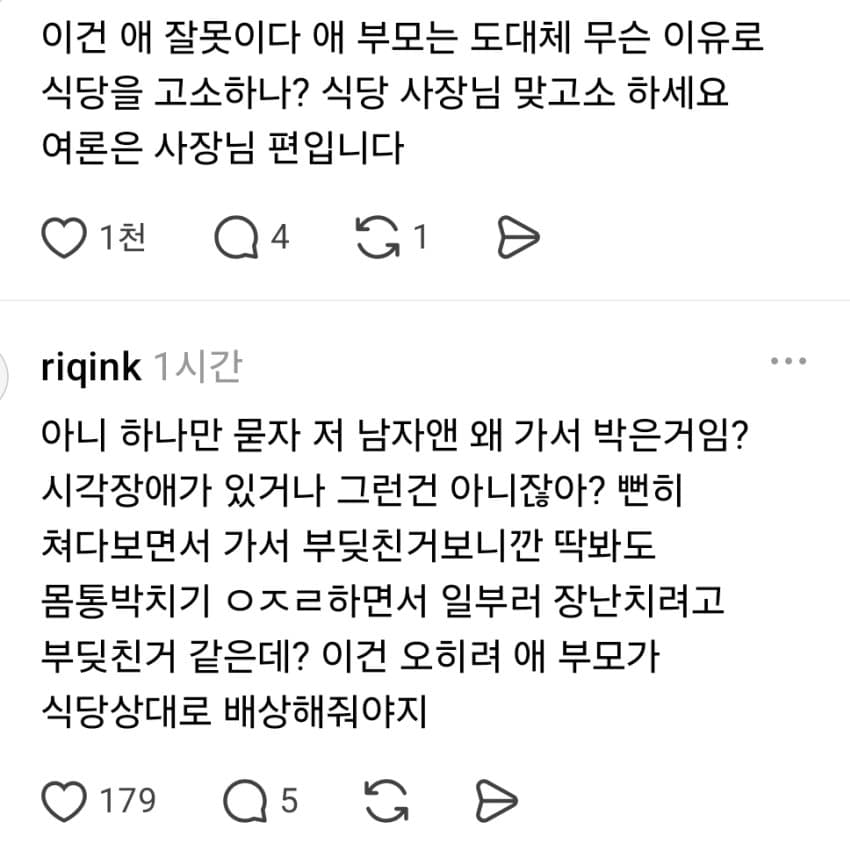 이건 애 잘못이다 애 부모는 도대체 무슨 이유로
식당을 고소하나? 식당 사장님 맞고소 하세요
여론은 사장님 편입니다
1천 4 1
riqink 1시간
아니 하나만 묻자 저 남자앤 왜 가서 박은거임?
시각장애가 있거나 그런건 아니잖아? 뻔히
쳐다보면서 가서 부딪친거보니깐 딱봐도
몸통박치기 ㅇㅈㄹ하면서 일부러 장난치려고
부딪친거 같은데? 이건 오히려 애 부모가
식당상대로 배상해줘야지
179 5